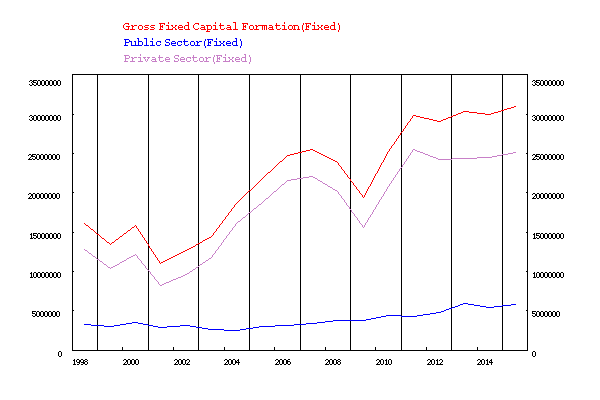 Gross Fixed Capital Formation(Fixed)
Public Sector(Fixed)
Private Sector(Fixed)
35000000 35000000
30000000 30000000
25000000 25000000
20000000 20000000
15000000 15000000
10000000 10000000
5000000 5000000
0 0
1998 2000 2002 2004 2006 2008 2010 2012 2014